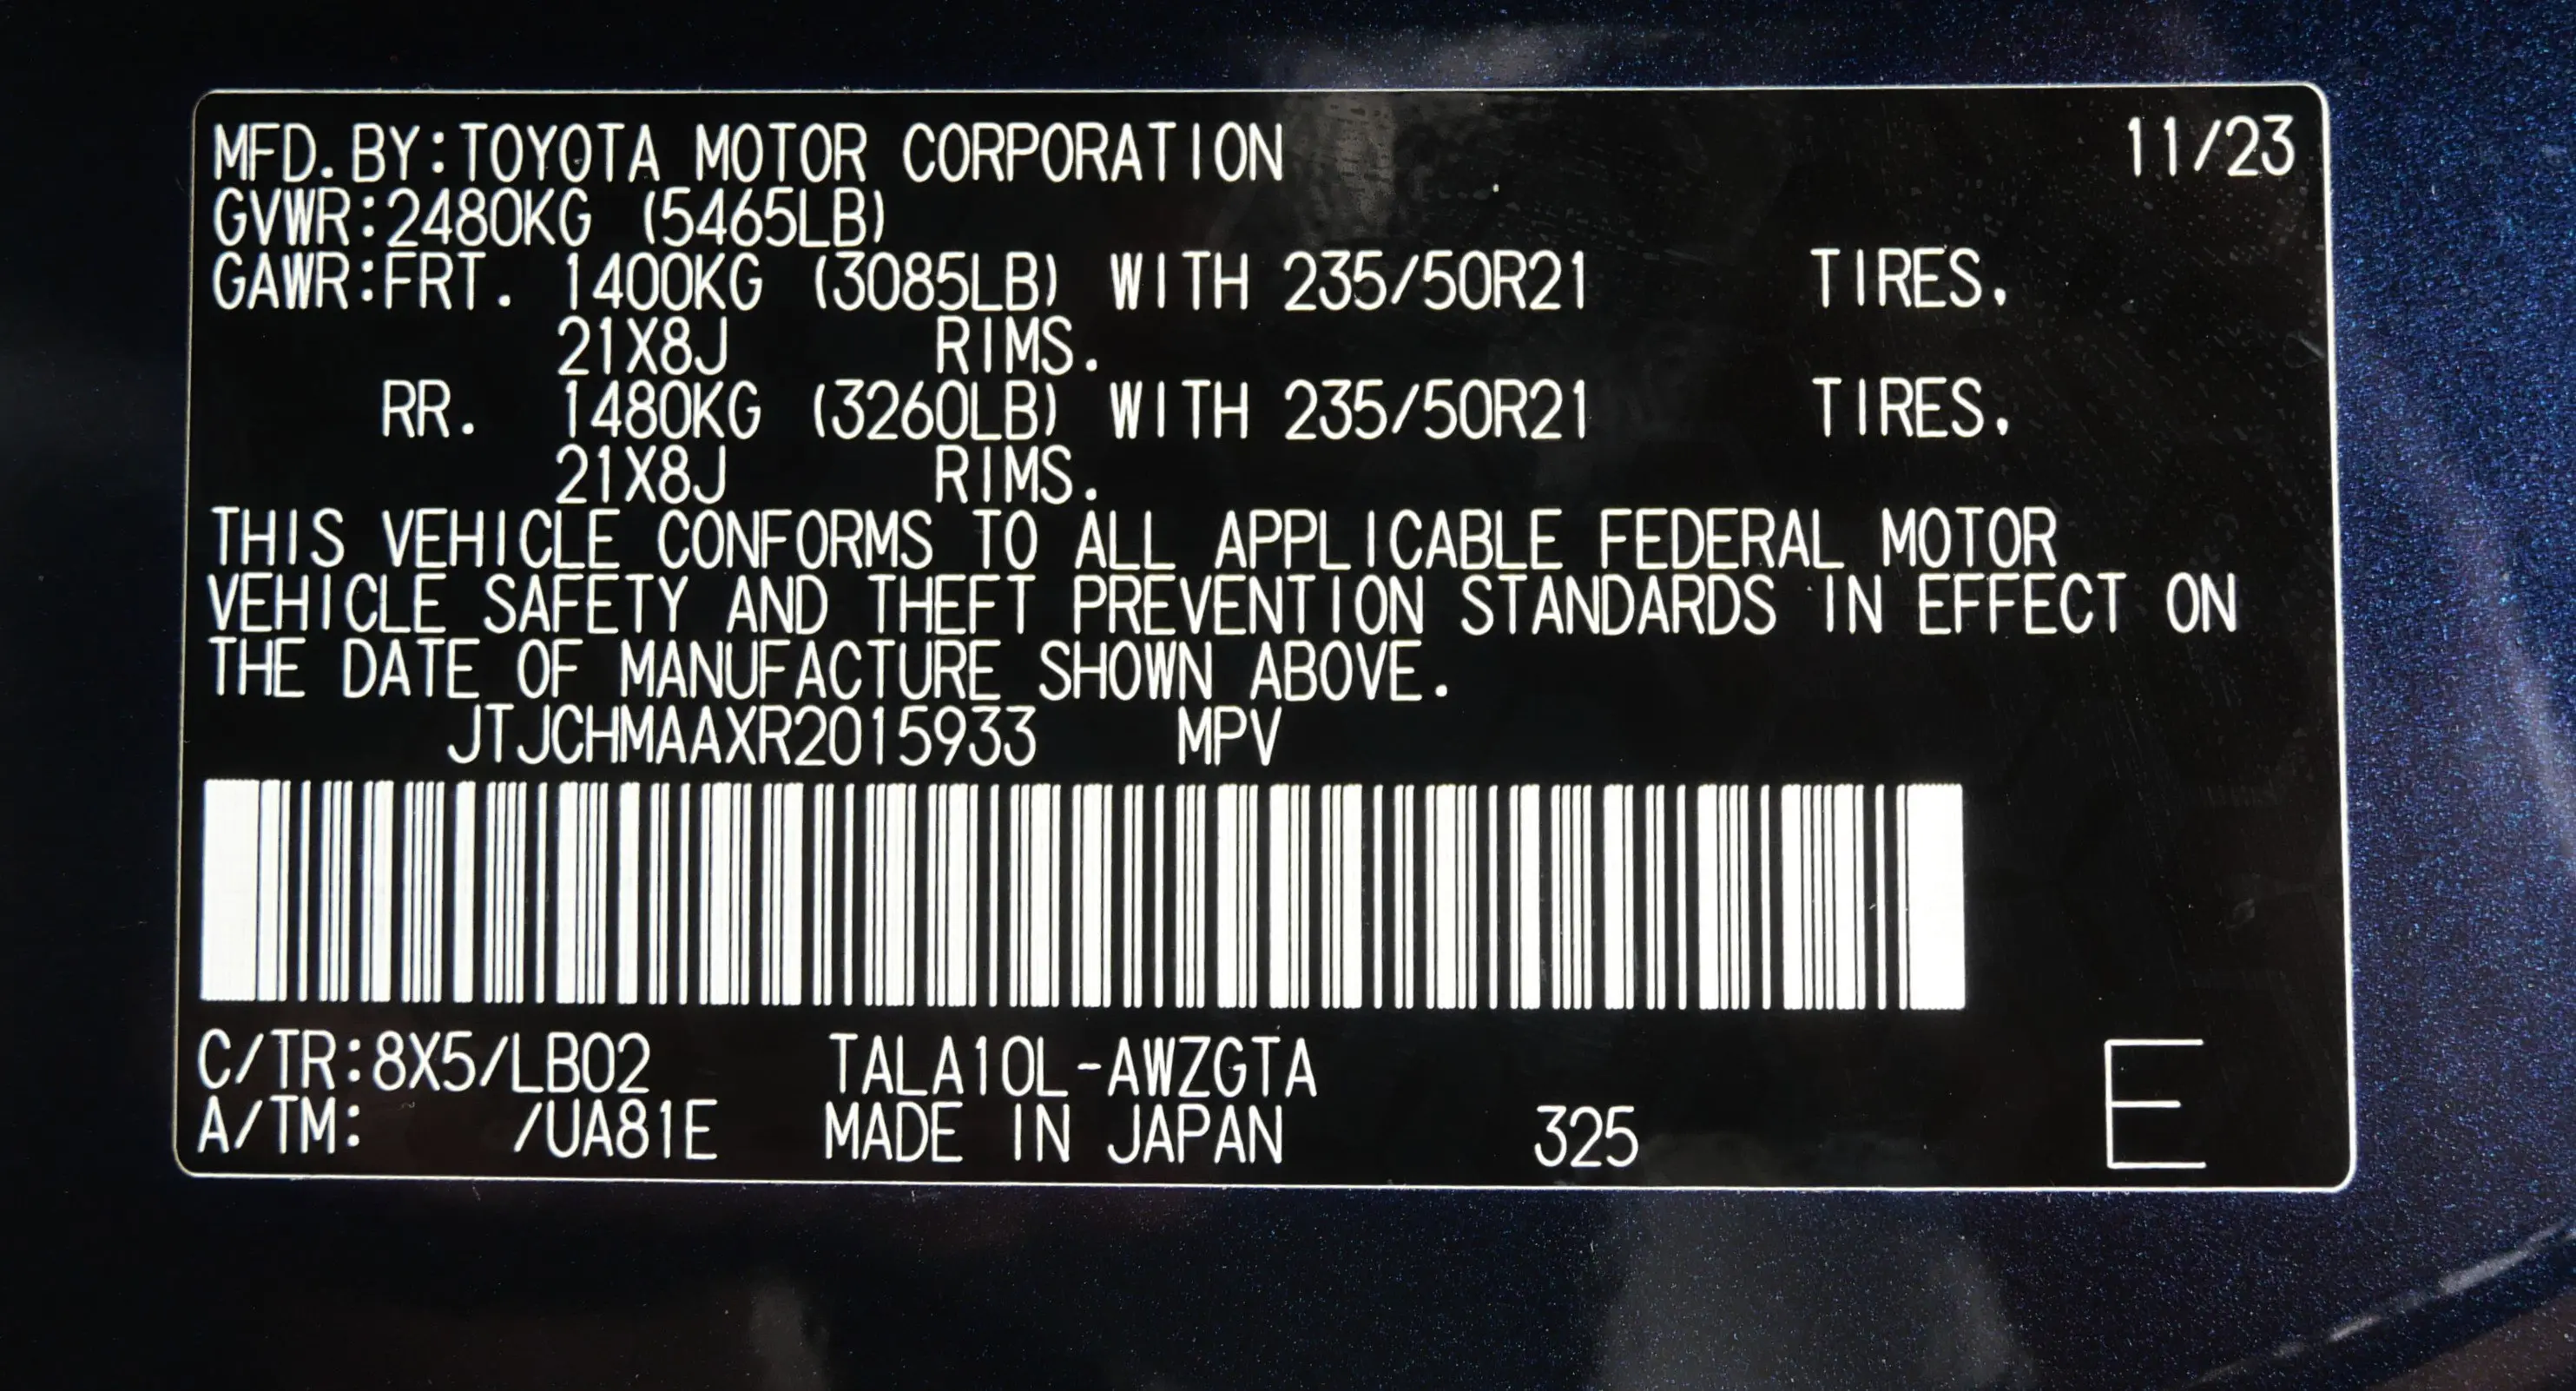 MFD.BY:TOYOTA MOTOR CORPORATION 11/23
GVWR:2480KG (5465LB)
GAWR:FRT. 1400KG (3085LB) WITH 235/50R21 TIRES.
21X8J RIMS.
RR. 1480KG (3260LB) WITH 235/50R21 TIRES.
21X8J RIMS.
THIS VEHICLE CONFORMS TO ALL APPLICABLE FEDERAL MOTOR
VEHICLE SAFETY AND THEFT PREVENTION STANDARDS IN EFFECT ON
THE DATE OF MANUFACTURE SHOWN ABOVE.
JTJCHMAAXR2015933 MPV
C/TR:8X5/LB02 TALA10L-AWZGTA
A/TM: /UA81E MADE IN JAPAN 325 E